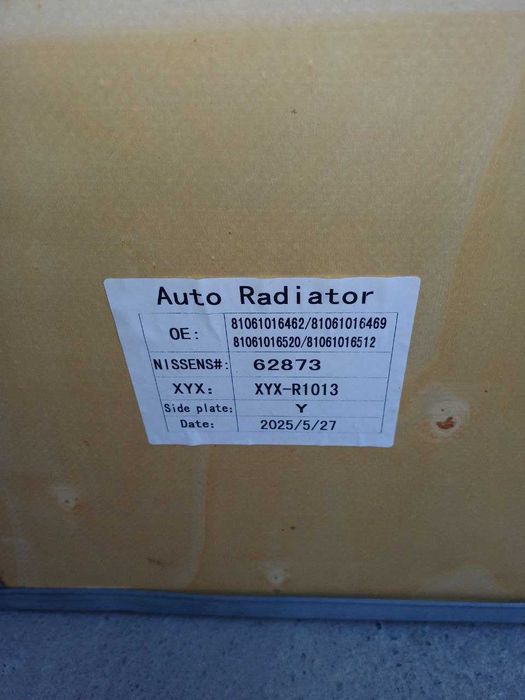 Auto Radiator
OE: 81061016462/81061016469
81061016520/81061016512
NISSENS#: 62873
XYX: XYX-R1013
Side plate: Y
Date: 2025/5/27